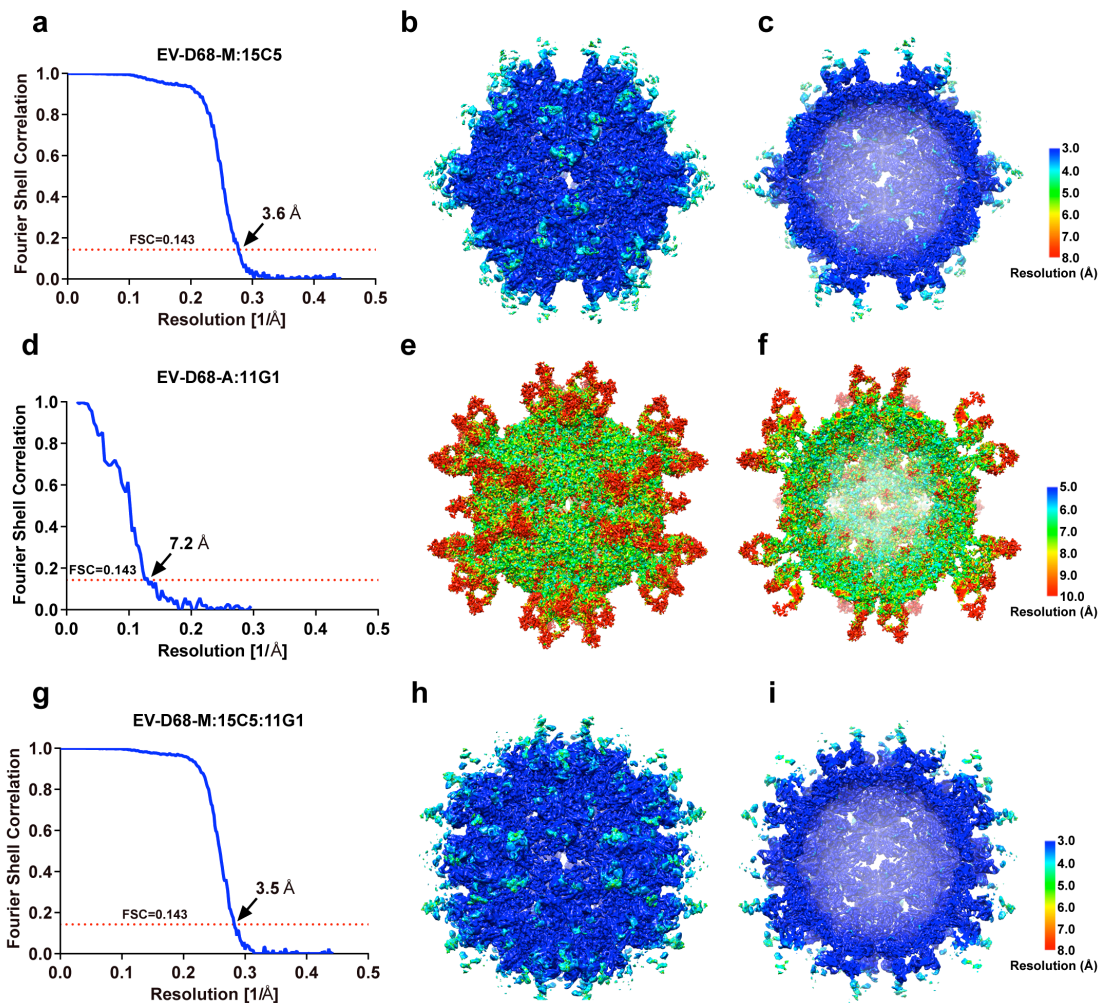 a
EV-D68-M:15C5
Fourier Shell Correlation
1.0
0.8
0.6
0.4
0.2
0.0
FSC=0.143
3.6 Å
0.0 0.1 0.2 0.3 0.4 0.5
Resolution [1/Å]
b
c
3.0
4.0
5.0
6.0
7.0
8.0
Resolution (Å)
d
EV-D68-A:11G1
Fourier Shell Correlation
1.0
0.8
0.6
0.4
0.2
0.0
FSC=0.143
7.2 Å
0.0 0.1 0.2 0.3 0.4 0.5
Resolution [1/Å]
e
f
5.0
6.0
7.0
8.0
9.0
10.0
Resolution (Å)
g
EV-D68-M:15C5:11G1
Fourier Shell Correlation
1.0
0.8
0.6
0.4
0.2
0.0
FSC=0.143
3.5 Å
0.0 0.1 0.2 0.3 0.4 0.5
Resolution [1/Å]
h
i
3.0
4.0
5.0
6.0
7.0
8.0
Resolution (Å)